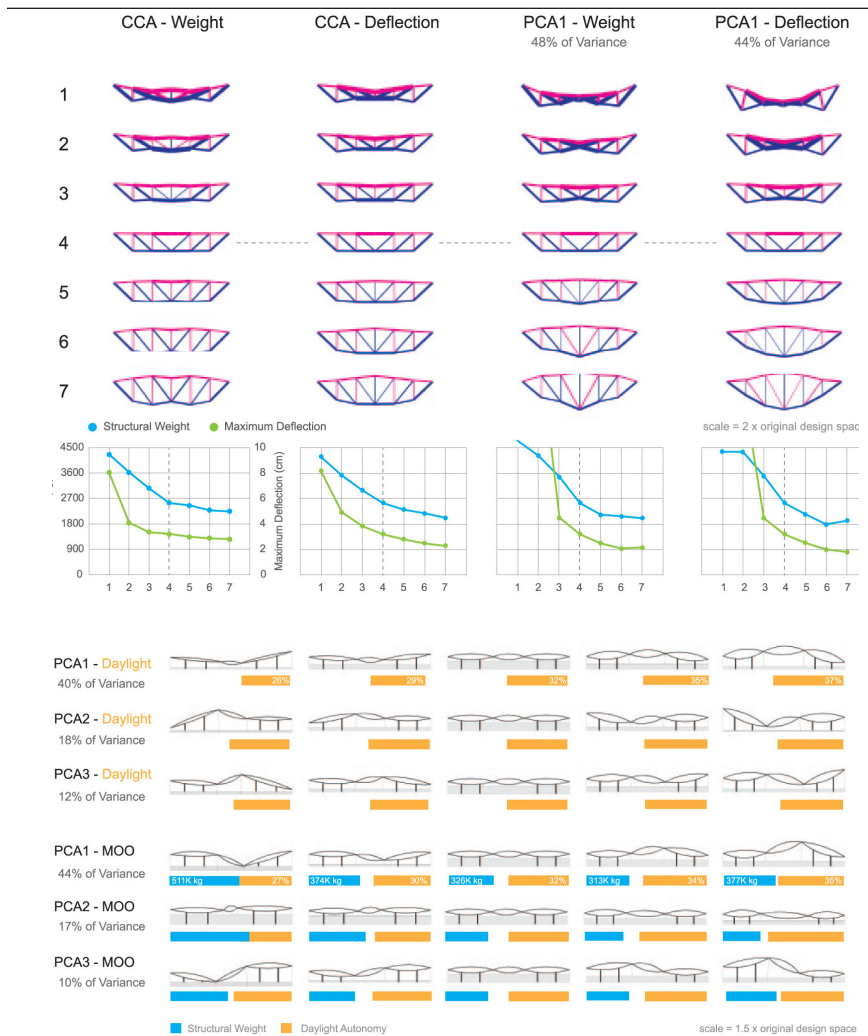 CCA - Weight CCA - Deflection PCA1 - Weight PCA1 - Deflection
48% of Variance 44% of Variance
1
2
3
4
5
6
7
Structural Weight Maximum Deflection scale = 2 x original design spac
4500 10
3600 8
2700 6
1800 4
900 2
0 0
Maximum Deflection (cm)
1 2 3 4 5 6 7 1 2 3 4 5 6 7 1 2 3 4 5 6 7 1 2 3 4 5 6 7
PCA1 - Daylight
40% of Variance 26% 29% 32% 35% 37%
PCA2 - Daylight
18% of Variance
PCA3 - Daylight
12% of Variance
PCA1 - MOO
44% of Variance
511K kg 27% 374K kg 30% 326K kg 32% 313K kg 34% 377K kg 35%
PCA2 - MOO
17% of Variance
PCA3 - MOO
10% of Variance
Structural Weight Daylight Autonomy scale = 1.5 x original design space